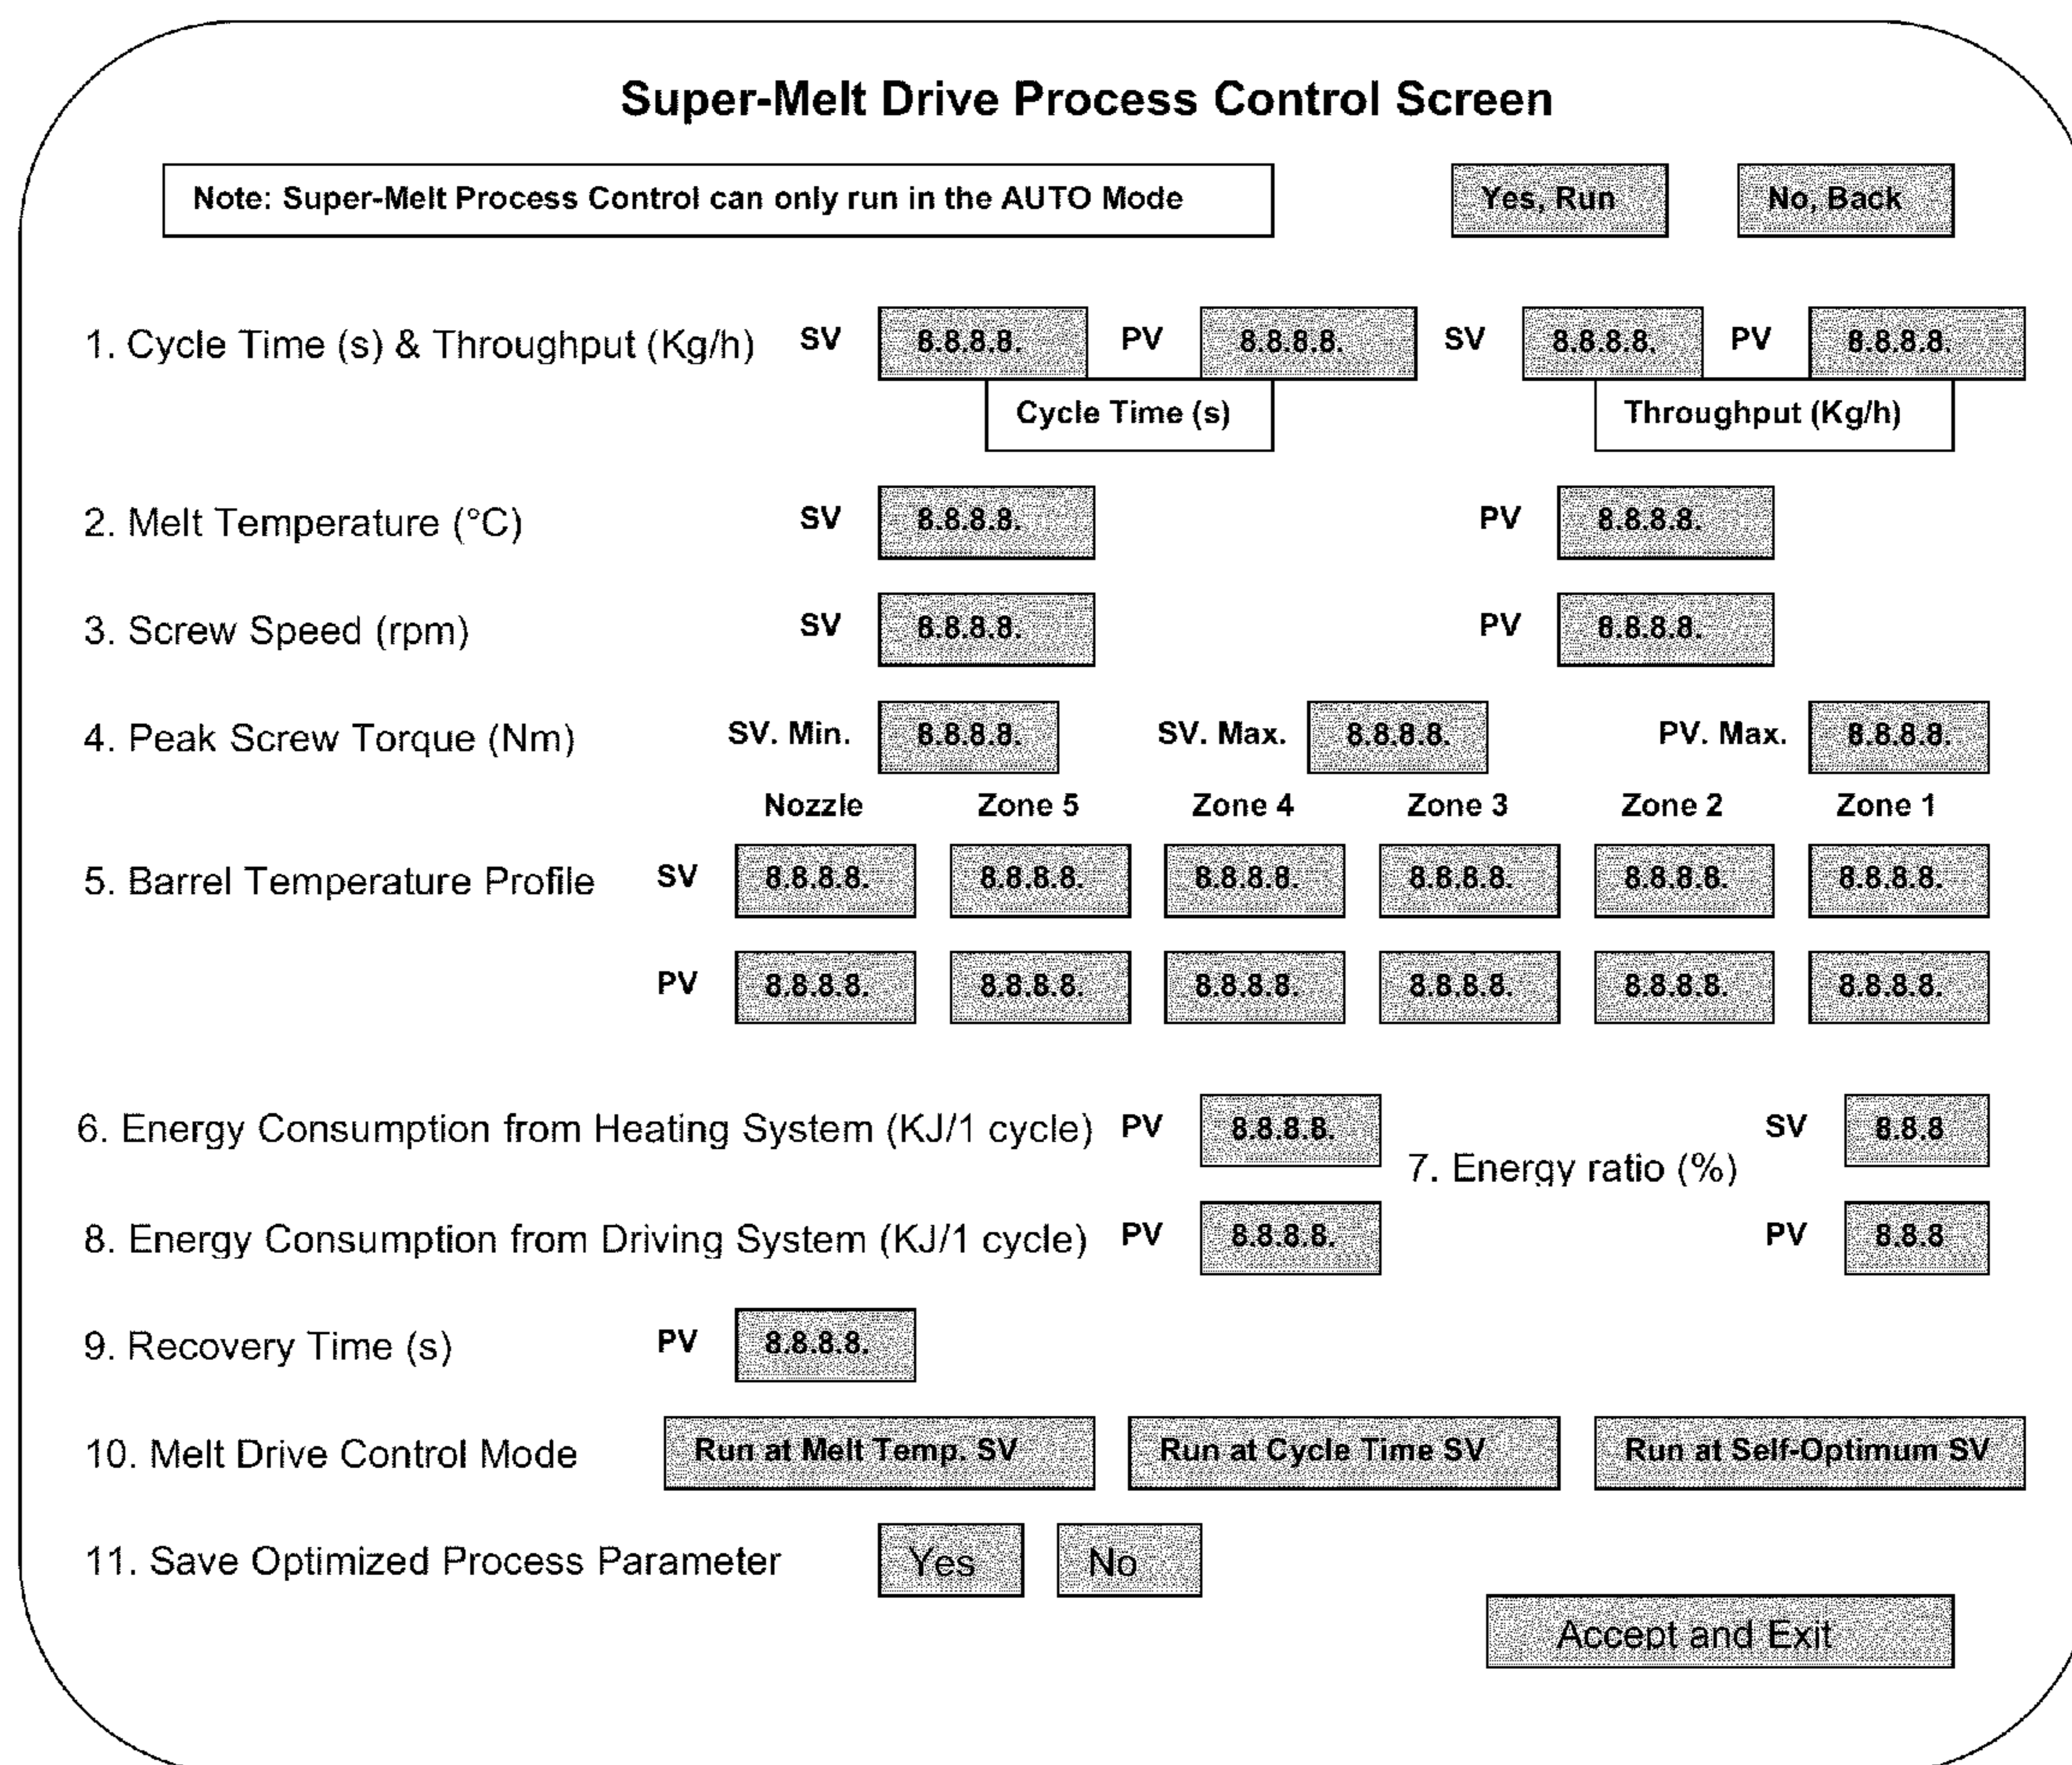 Super-Melt Drive Process Control Screen
Note: Super-Melt Process Control can only run in the AUTO Mode Yes, Run No, Back
1. Cycle Time (s) & Throughput (Kg/h) SV 8.8.8.8. PV 8.8.8.8. SV 8.8.8.8. PV 8.8.8.8.
Cycle Time (s) Throughput (Kg/h)
2. Melt Temperature (°C) SV 8.8.8.8. PV 8.8.8.8.
3. Screw Speed (rpm) SV 8.8.8.8. PV 8.8.8.8.
4. Peak Screw Torque (Nm) SV. Min. 8.8.8.8. SV. Max. 8.8.8.8. PV. Max. 8.8.8.8.
Nozzle Zone 5 Zone 4 Zone 3 Zone 2 Zone 1
5. Barrel Temperature Profile SV 8.8.8.8. 8.8.8.8. 8.8.8.8. 8.8.8.8. 8.8.8.8. 8.8.8.8.
PV 8.8.8.8. 8.8.8.8. 8.8.8.8. 8.8.8.8. 8.8.8.8. 8.8.8.8.
6. Energy Consumption from Heating System (KJ/1 cycle) PV 8.8.8.8. SV 8.8.8
7. Energy ratio (%)
8. Energy Consumption from Driving System (KJ/1 cycle) PV 8.8.8.8. PV 8.8.8
9. Recovery Time (s) PV 8.8.8.8.
10. Melt Drive Control Mode Run at Melt Temp. SV Run at Cycle Time SV Run at Self-Optimum SV
11. Save Optimized Process Parameter Yes No
Accept and Exit